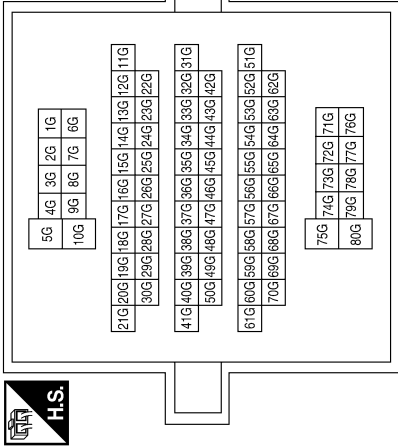 H.S.
5G 4G 3G 2G 1G
10G 9G 8G 7G 6G
21G 20G 19G 18G 17G 16G 15G 14G 13G 12G 11G
30G 29G 28G 27G 26G 25G 24G 23G 22G
41G 40G 39G 38G 37G 36G 35G 34G 33G 32G 31G
50G 49G 48G 47G 46G 45G 44G 43G 42G
61G 60G 59G 58G 57G 56G 55G 54G 53G 52G 51G
70G 69G 68G 67G 66G 65G 64G 63G 62G
75G 74G 73G 72G 71G
80G 79G 78G 77G 76G